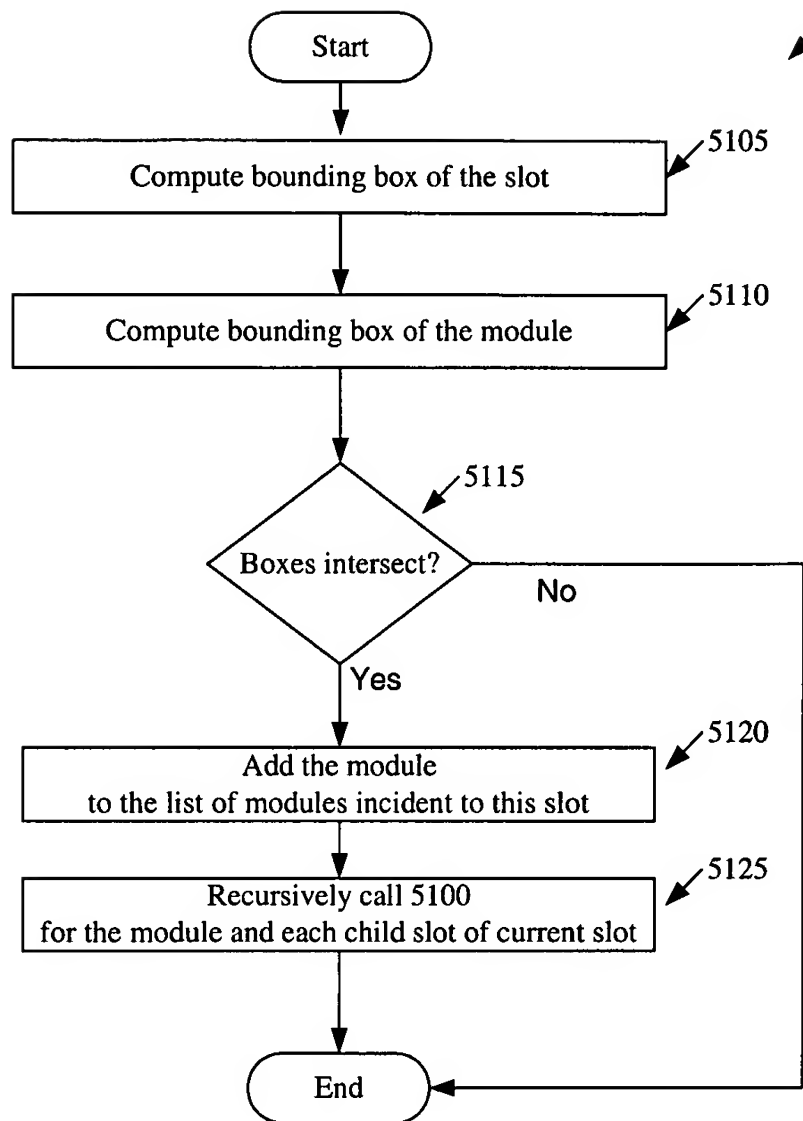 Start
5105
Compute bounding box of the slot
5110
Compute bounding box of the module
5115
Boxes intersect?
No
Yes
5120
Add the module
to the list of modules incident to this slot
5125
Recursively call 5100
for the module and each child slot of current slot
End